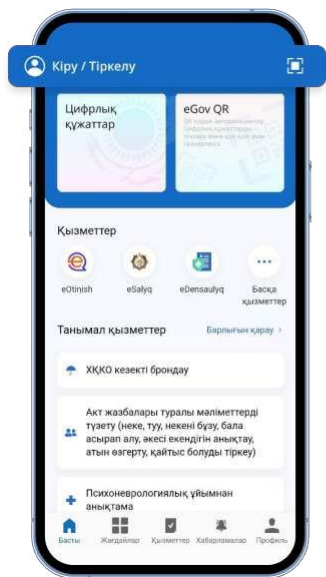 Кіру / Тіркелу
Цифрлық
құжаттар
eGov QR
Қызметтер
eOtinish
eSalyq
eDensaulyq
Басқа
қызметтер
Танымал қызметтер
Барлығын қарау
ХҚКО кезекті брондау
Акт жазбалары туралы мәліметтерді
түзету (неке, туу, некені бұзу, бала
асырап алу, әкесі екендігін анықтау,
атын өзгерту, қайтыс болуды тіркеу)
Психоневрологиялық ұйымнан
анықтама
Басты
Жағдайлар
Қызметтер
Хабарламалар
Профиль